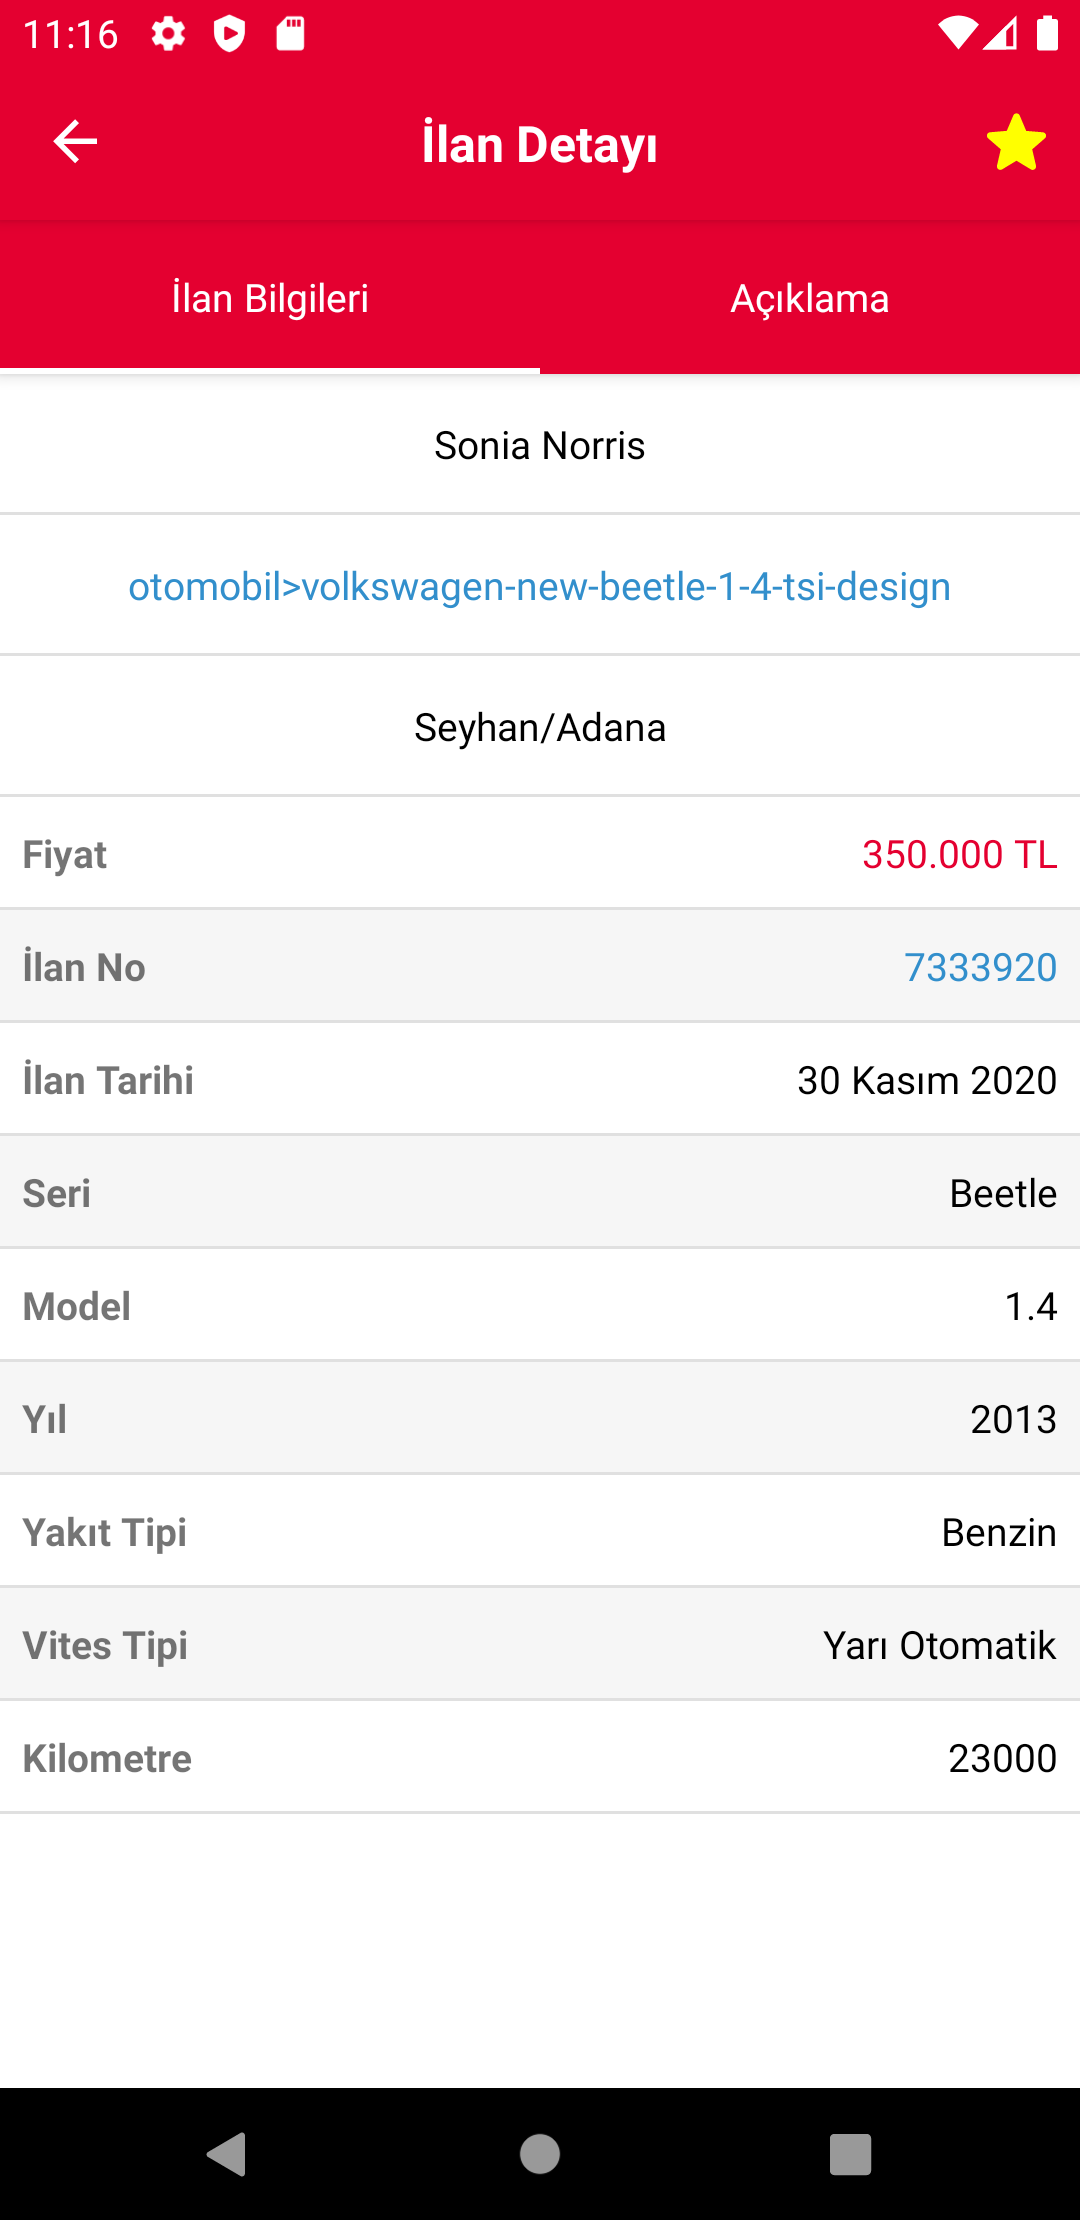 11:16
İlan Detayı
İlan Bilgileri
Açıklama
Sonia Norris
otomobil>volkswagen-new-beetle-1-4-tsi-design
Seyhan/Adana
Fiyat 350.000 TL
İlan No 7333920
İlan Tarihi 30 Kasım 2020
Seri Beetle
Model 1.4
Yıl 2013
Yakıt Tipi Benzin
Vites Tipi Yarı Otomatik
Kilometre 23000